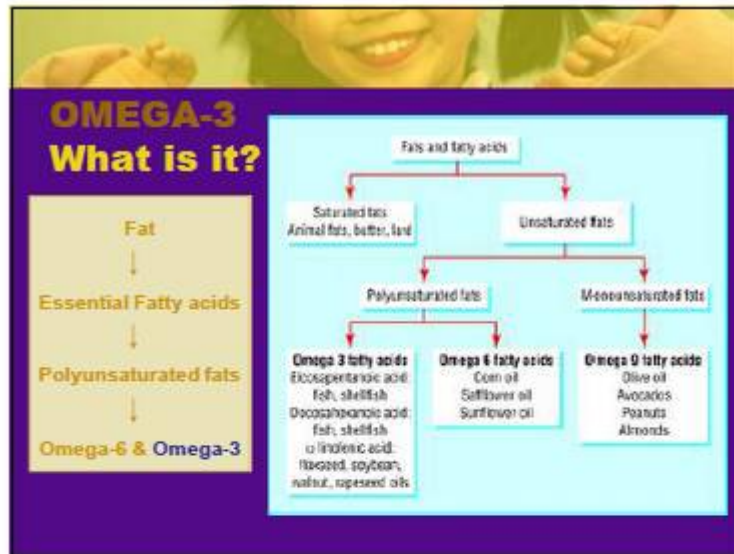 OMEGA-3
What is it?
Fat
↓
Essential Fatty acids
↓
Polyunsaturated fats
↓
Omega-6 & Omega-3
Fats and fatty acids
Saturated fats
Animal fats, butter, lard
Unsaturated fats
Polyunsaturated fats
Monounsaturated fats
Omega 3 fatty acids
Eicosapentanoic acid:
fish, shellfish
Docosahexanoic acid:
fish, shellfish
α linolenic acid:
flaxseed, soybean,
walnut, rapeseed oils
Omega 6 fatty acids
Corn oil
Safflower oil
Sunflower oil
Omega 9 fatty acids
Olive oil
Avocados
Peanuts
Almonds